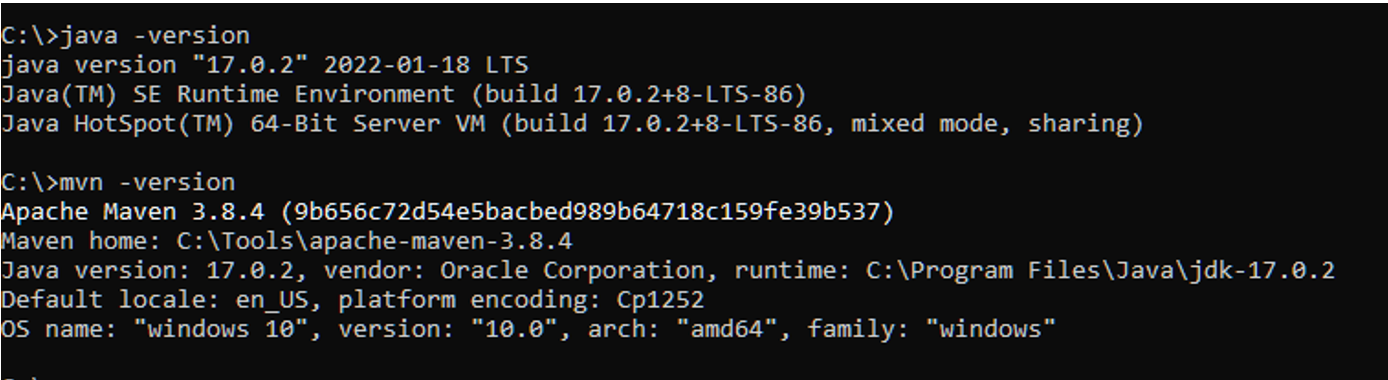 C:\>java -version
java version "17.0.2" 2022-01-18 LTS
Java(TM) SE Runtime Environment (build 17.0.2+8-LTS-86)
Java HotSpot(TM) 64-Bit Server VM (build 17.0.2+8-LTS-86, mixed mode, sharing)
C:\>mvn -version
Apache Maven 3.8.4 (9b656c72d54e5bacbed989b64718c159fe39b537)
Maven home: C:\Tools\apache-maven-3.8.4
Java version: 17.0.2, vendor: Oracle Corporation, runtime: C:\Program Files\Java\jdk-17.0.2
Default locale: en_US, platform encoding: Cp1252
OS name: "windows 10", version: "10.0", arch: "amd64", family: "windows"